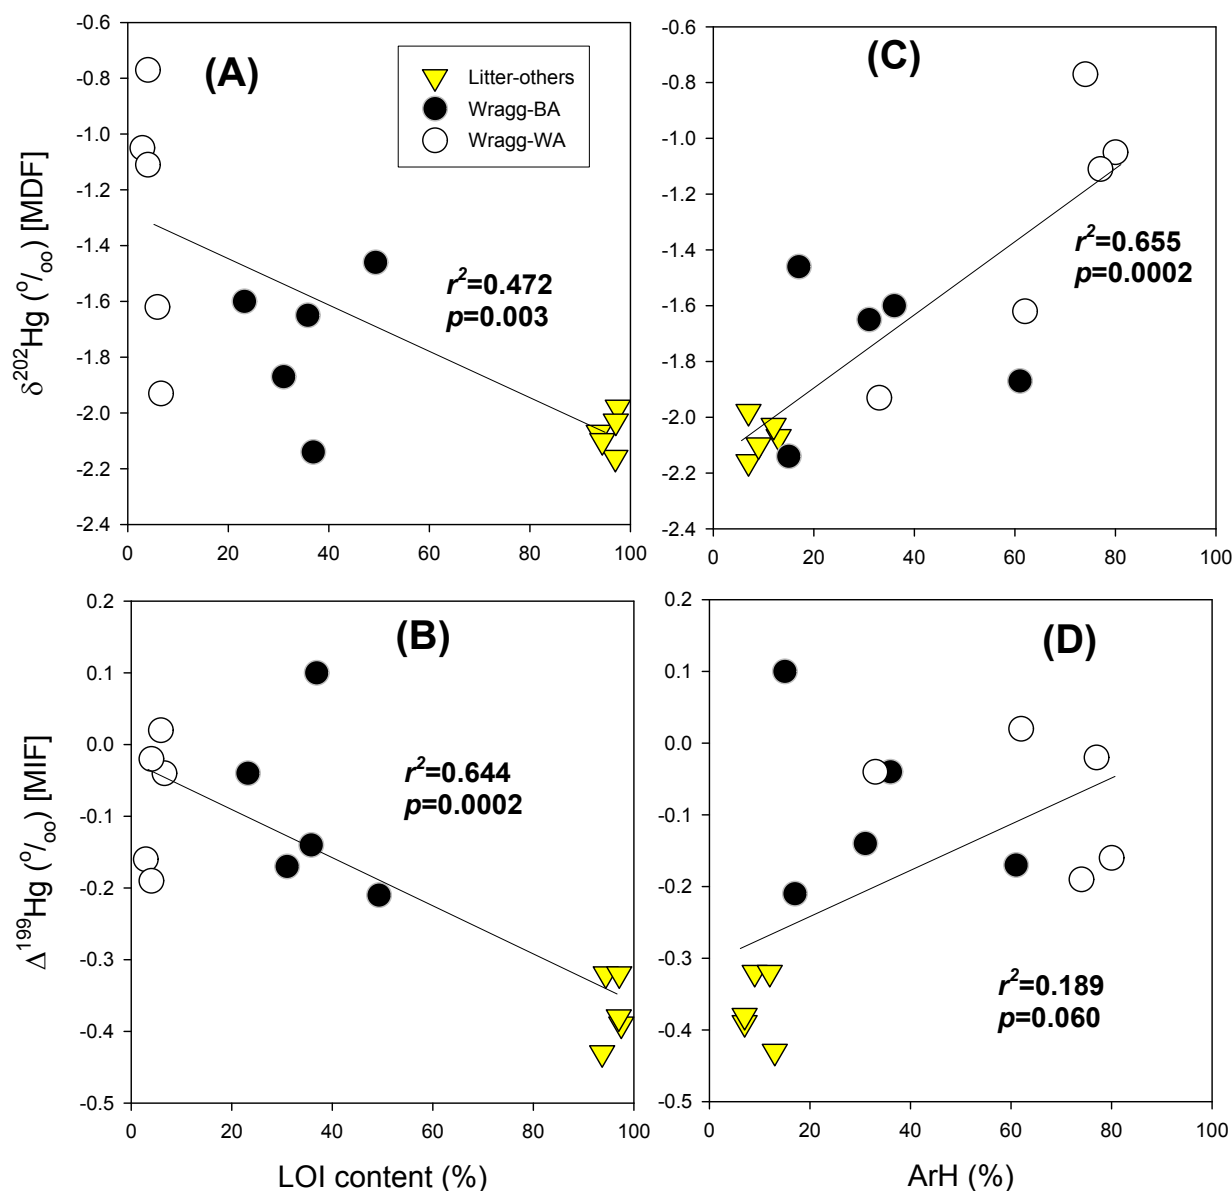 (A)
Litter-others
Wragg-BA
Wragg-WA
r²=0.472
p=0.003
δ²⁰²Hg (⁰/₀₀) [MDF]
-0.6
-0.8
-1.0
-1.2
-1.4
-1.6
-1.8
-2.0
-2.2
-2.4
0 20 40 60 80 100
(C)
r²=0.655
p=0.0002
-0.6
-0.8
-1.0
-1.2
-1.4
-1.6
-1.8
-2.0
-2.2
-2.4
0 20 40 60 80 100
(B)
r²=0.644
p=0.0002
Δ¹⁹⁹Hg (⁰/₀₀) [MIF]
0.2
0.1
0.0
-0.1
-0.2
-0.3
-0.4
-0.5
0 20 40 60 80 100
LOI content (%)
(D)
r²=0.189
p=0.060
0.2
0.1
0.0
-0.1
-0.2
-0.3
-0.4
-0.5
0 20 40 60 80 100
ArH (%)